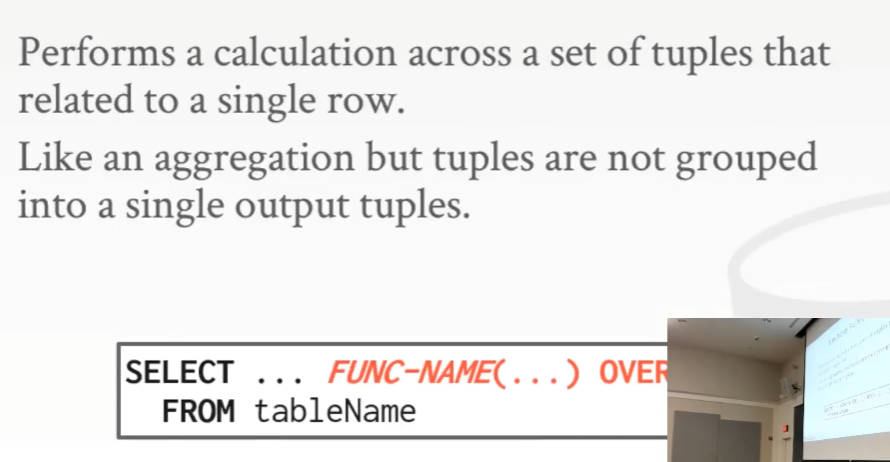 Performs a calculation across a set of tuples that
related to a single row.
Like an aggregation but tuples are not grouped
into a single output tuples.
SELECT ... FUNC-NAME(...) OVER
FROM tableName